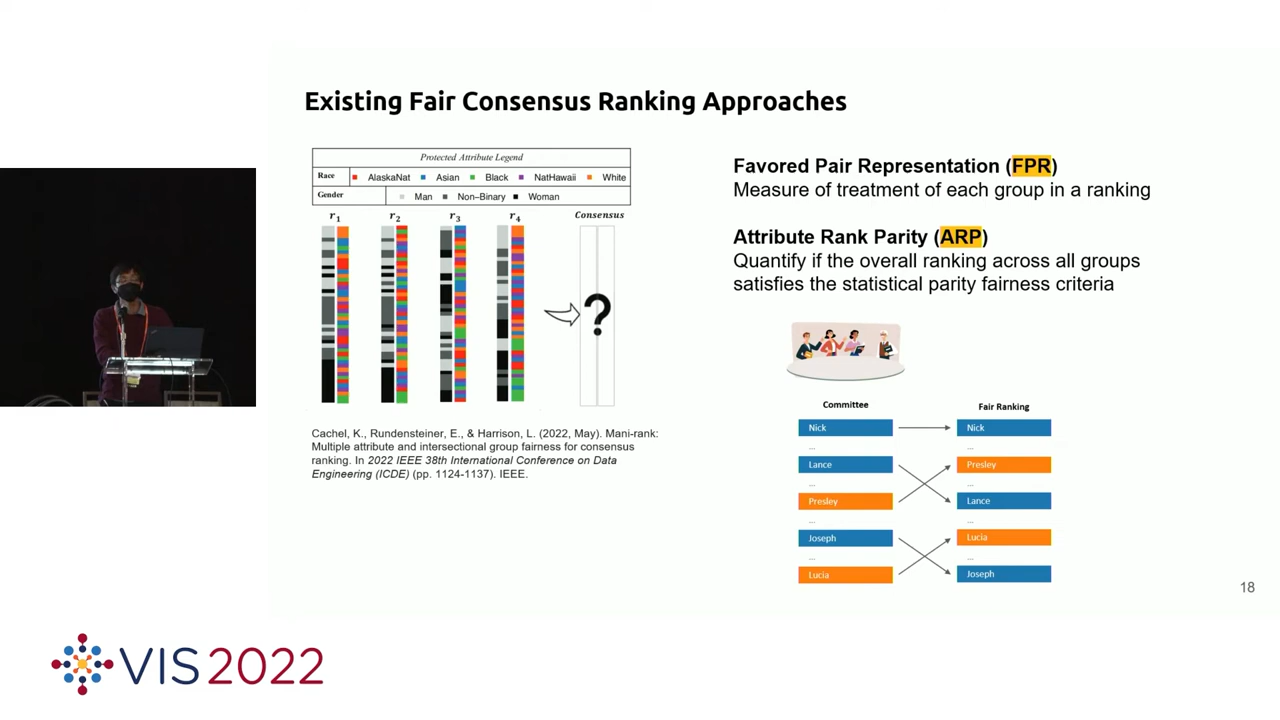 Existing Fair Consensus Ranking Approaches
Protected Attribute Legend
Race AlaskaNat Asian Black NatHawaii White
Gender Man Non-Binary Woman
r1 r2 r3 r4 Consensus
?
Cachel, K., Rundensteiner, E., & Harrison, L. (2022, May). Mani-rank:
Multiple attribute and intersectional group fairness for consensus
ranking. In 2022 IEEE 38th International Conference on Data
Engineering (ICDE) (pp. 1124-1137). IEEE.
Favored Pair Representation (FPR)
Measure of treatment of each group in a ranking
Attribute Rank Parity (ARP)
Quantify if the overall ranking across all groups
satisfies the statistical parity fairness criteria
Committee Fair Ranking
Nick Nick
... ...
Lance Presley
... ...
Presley Lance
... ...
Joseph Lucia
... ...
Lucia Joseph
18
VIS2022